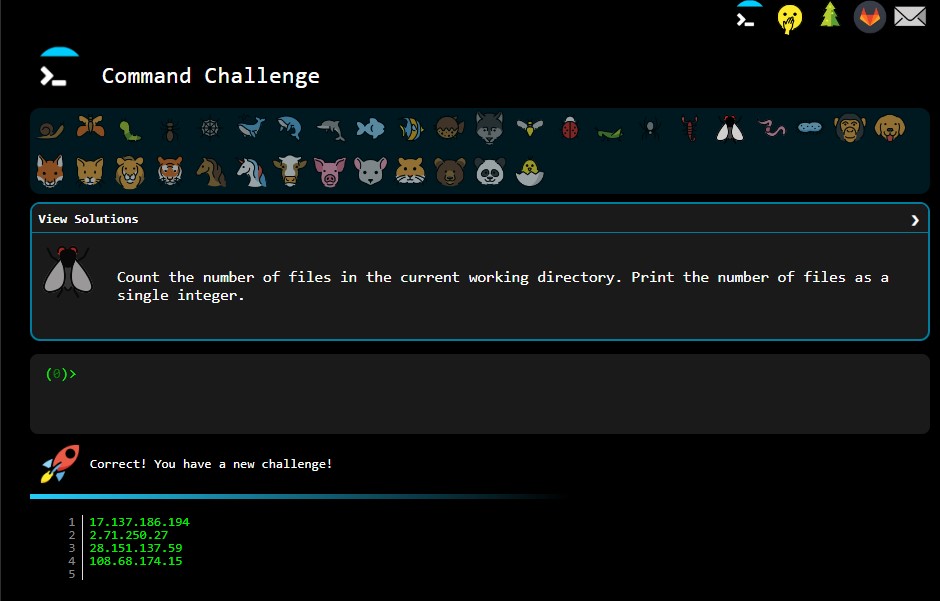 Command Challenge
View Solutions
Count the number of files in the current working directory. Print the number of files as a
single integer.
(0)>
Correct! You have a new challenge!
1 17.137.186.194
2 2.71.250.27
3 28.151.137.59
4 108.68.174.15
5